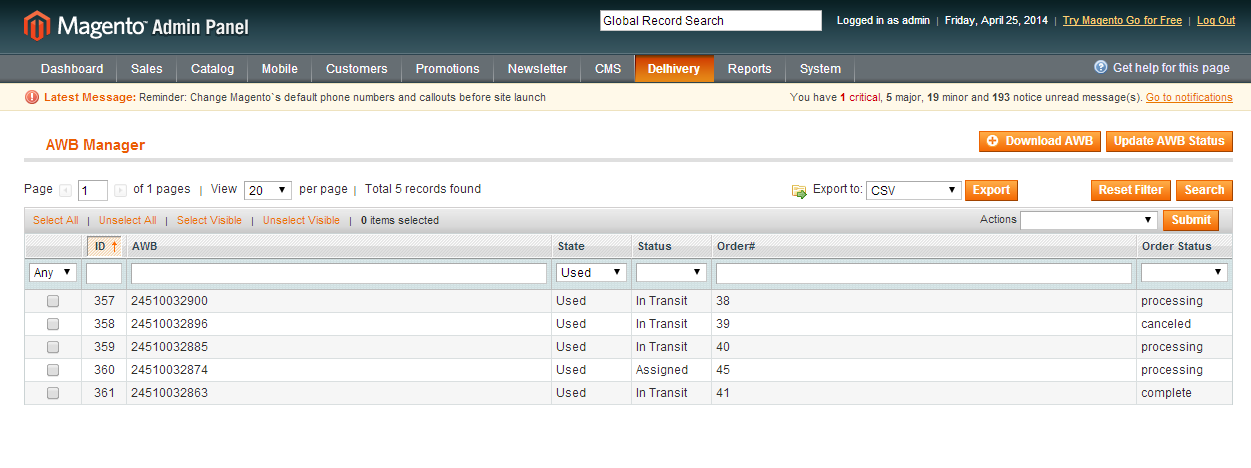 Magento™ Admin Panel Global Record Search Logged in as admin | Friday, April 25, 2014 | Try Magento Go for Free | Log Out
Dashboard Sales Catalog Mobile Customers Promotions Newsletter CMS Delhivery Reports System Get help for this page
Latest Message: Reminder: Change Magento`s default phone numbers and callouts before site launch You have 1 critical, 5 major, 19 minor and 193 notice unread message(s). Go to notifications
AWB Manager Download AWB Update AWB Status
Page 1 of 1 pages | View 20 per page | Total 5 records found Export to: CSV Export Reset Filter Search
Select All | Unselect All | Select Visible | Unselect Visible | 0 items selected Actions Submit
ID AWB State Status Order# Order Status
Any Used
357 24510032900 Used In Transit 38 processing
358 24510032896 Used In Transit 39 canceled
359 24510032885 Used In Transit 40 processing
360 24510032874 Used Assigned 45 processing
361 24510032863 Used In Transit 41 complete